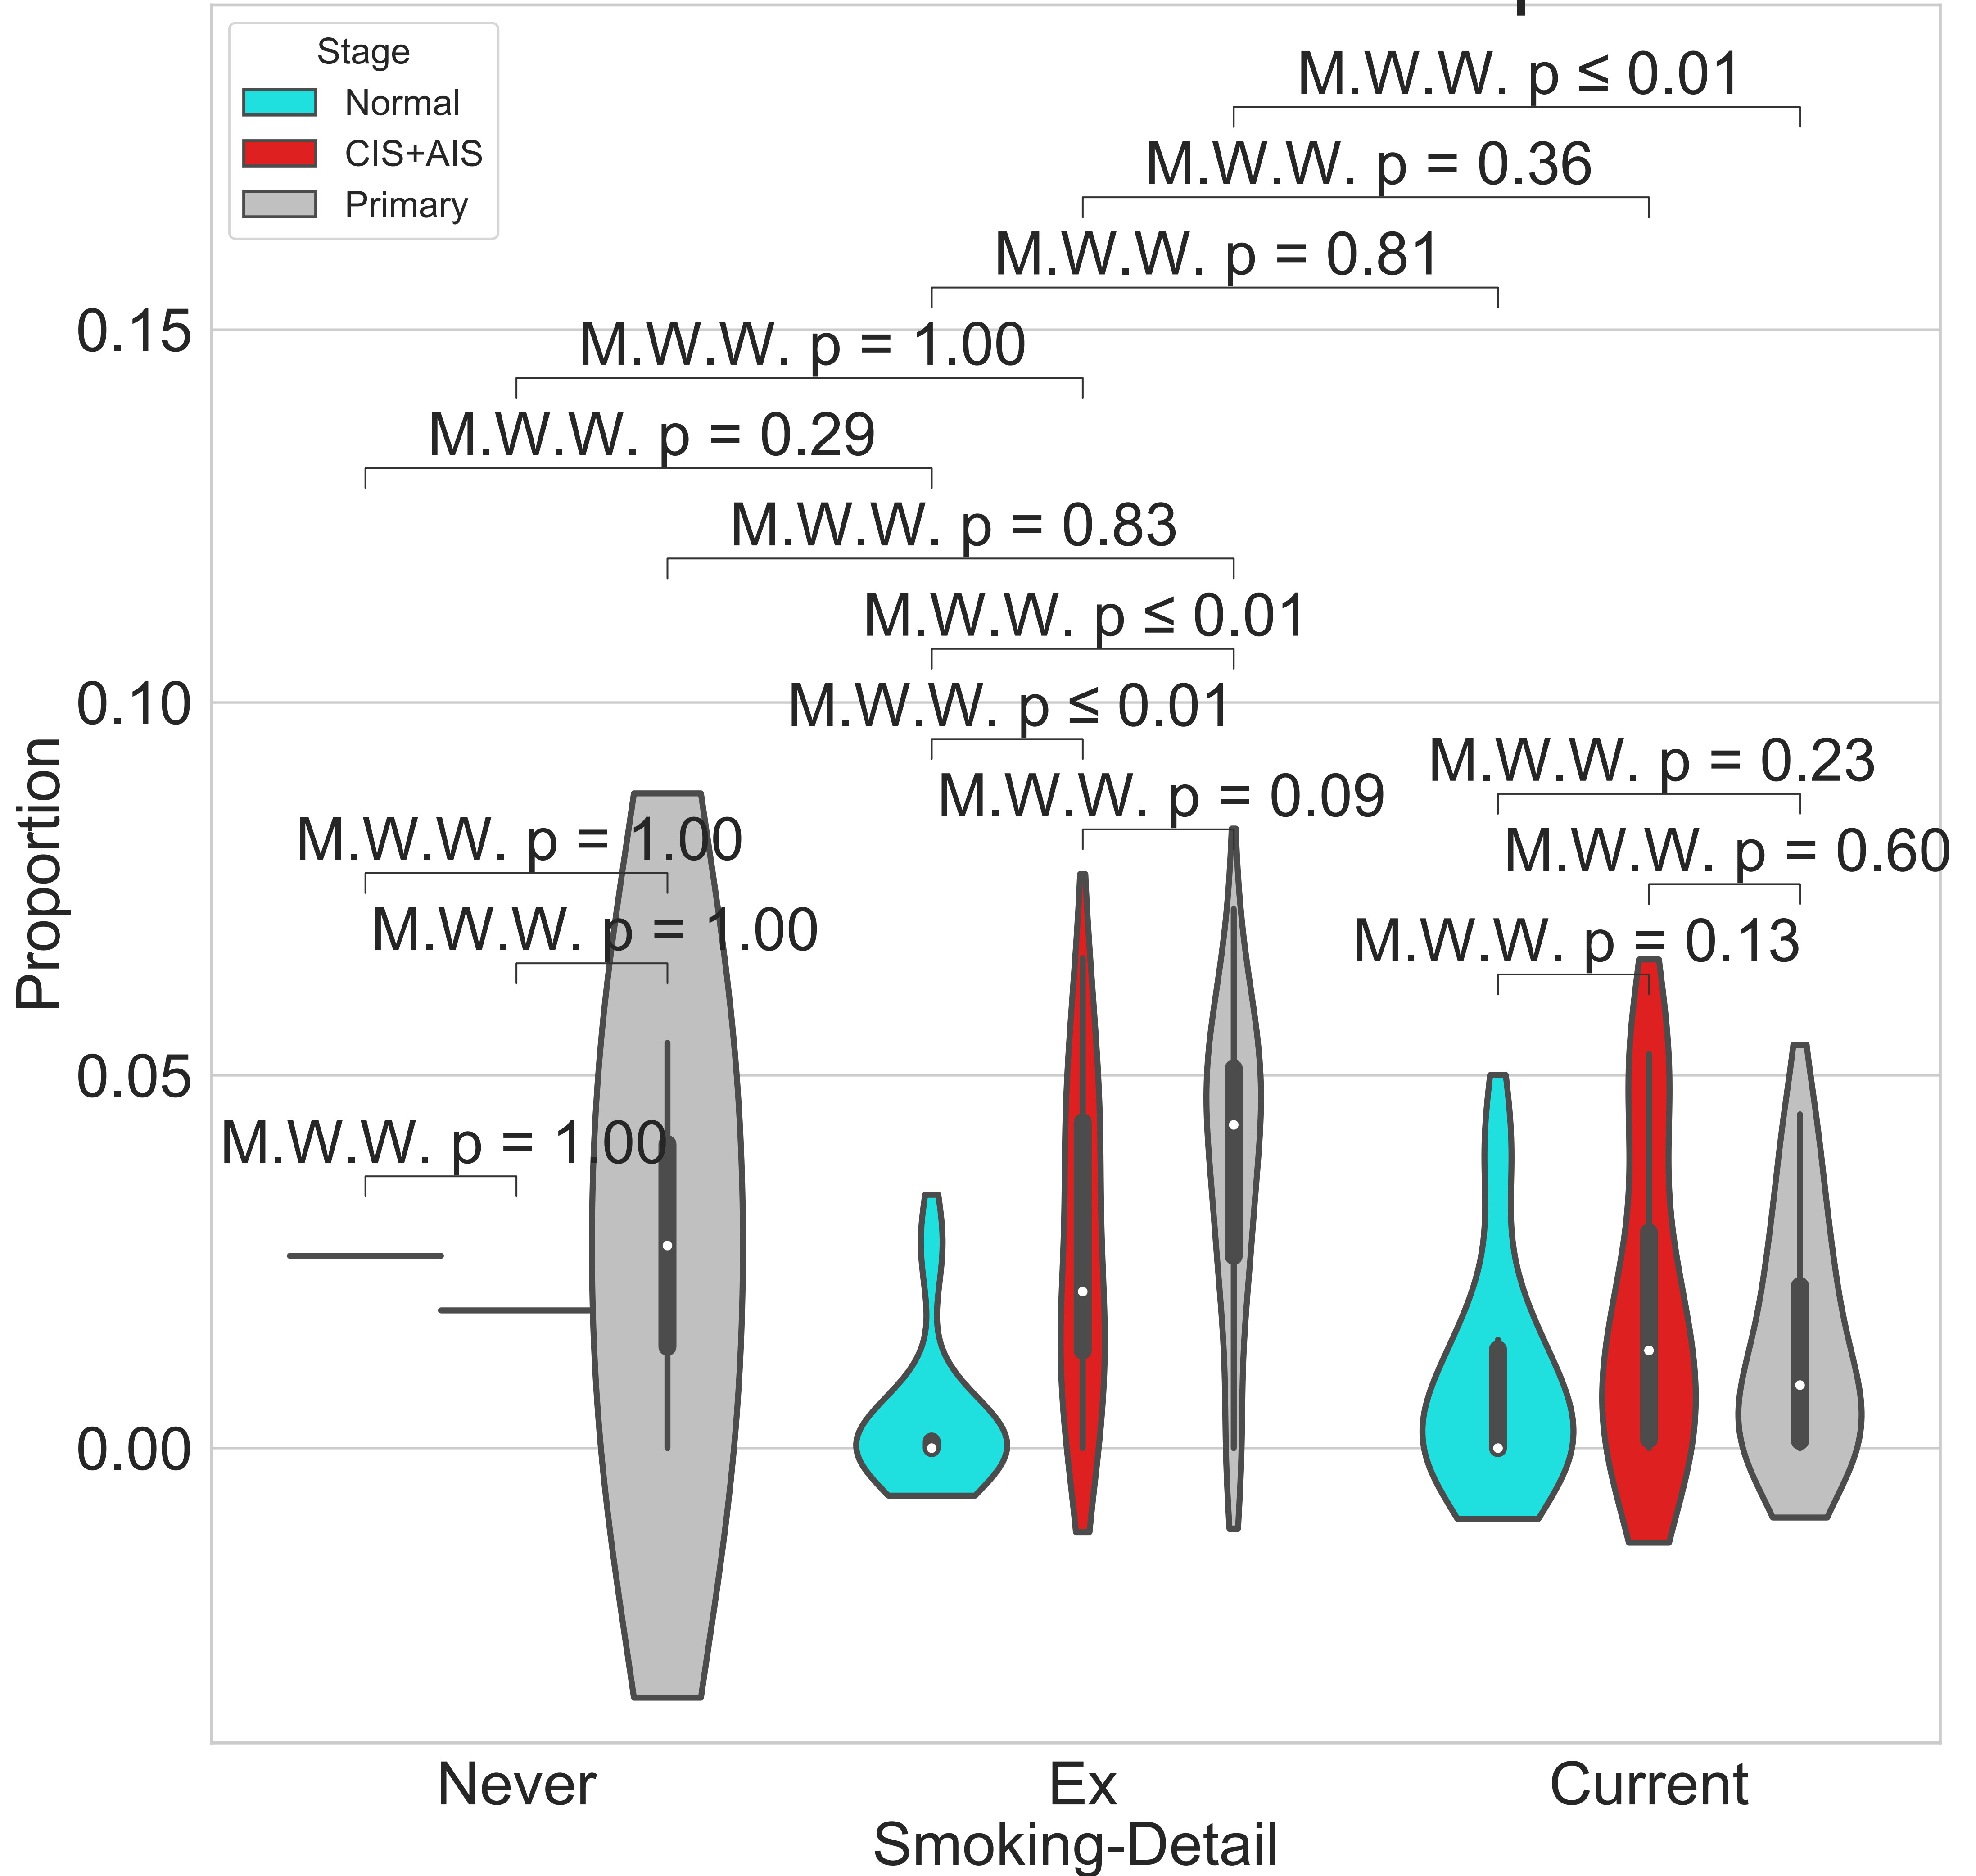 Stage
Normal
CIS+AIS
Primary
M.W.W. p ≤ 0.01
M.W.W. p = 0.36
M.W.W. p = 0.81
M.W.W. p = 1.00
M.W.W. p = 0.29
M.W.W. p = 0.83
M.W.W. p ≤ 0.01
M.W.W. p ≤ 0.01
M.W.W. p = 0.23
M.W.W. p = 0.09
M.W.W. p = 1.00
M.W.W. p = 0.60
M.W.W. p = 1.00
M.W.W. p = 0.13
M.W.W. p = 1.00
0.15
0.10
0.05
0.00
Proportion
Never
Ex
Current
Smoking-Detail